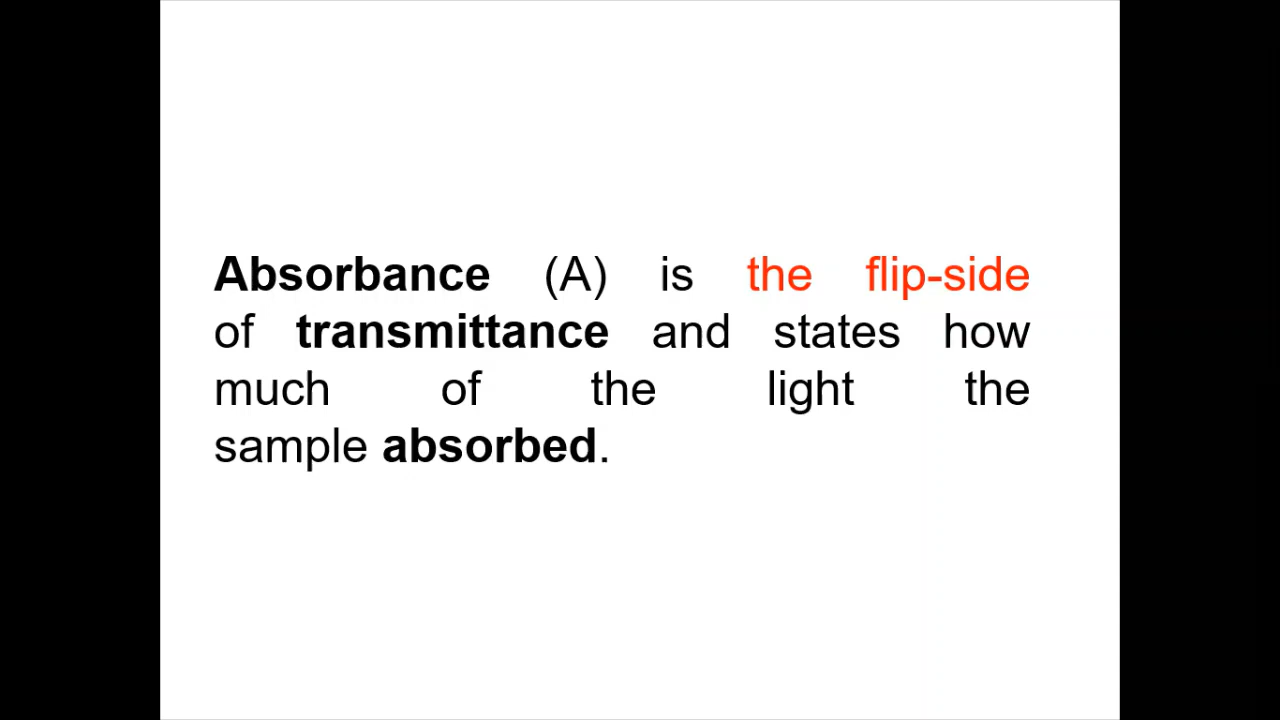 Absorbance (A) is the flip-side
of transmittance and states how
much of the light the
sample absorbed.